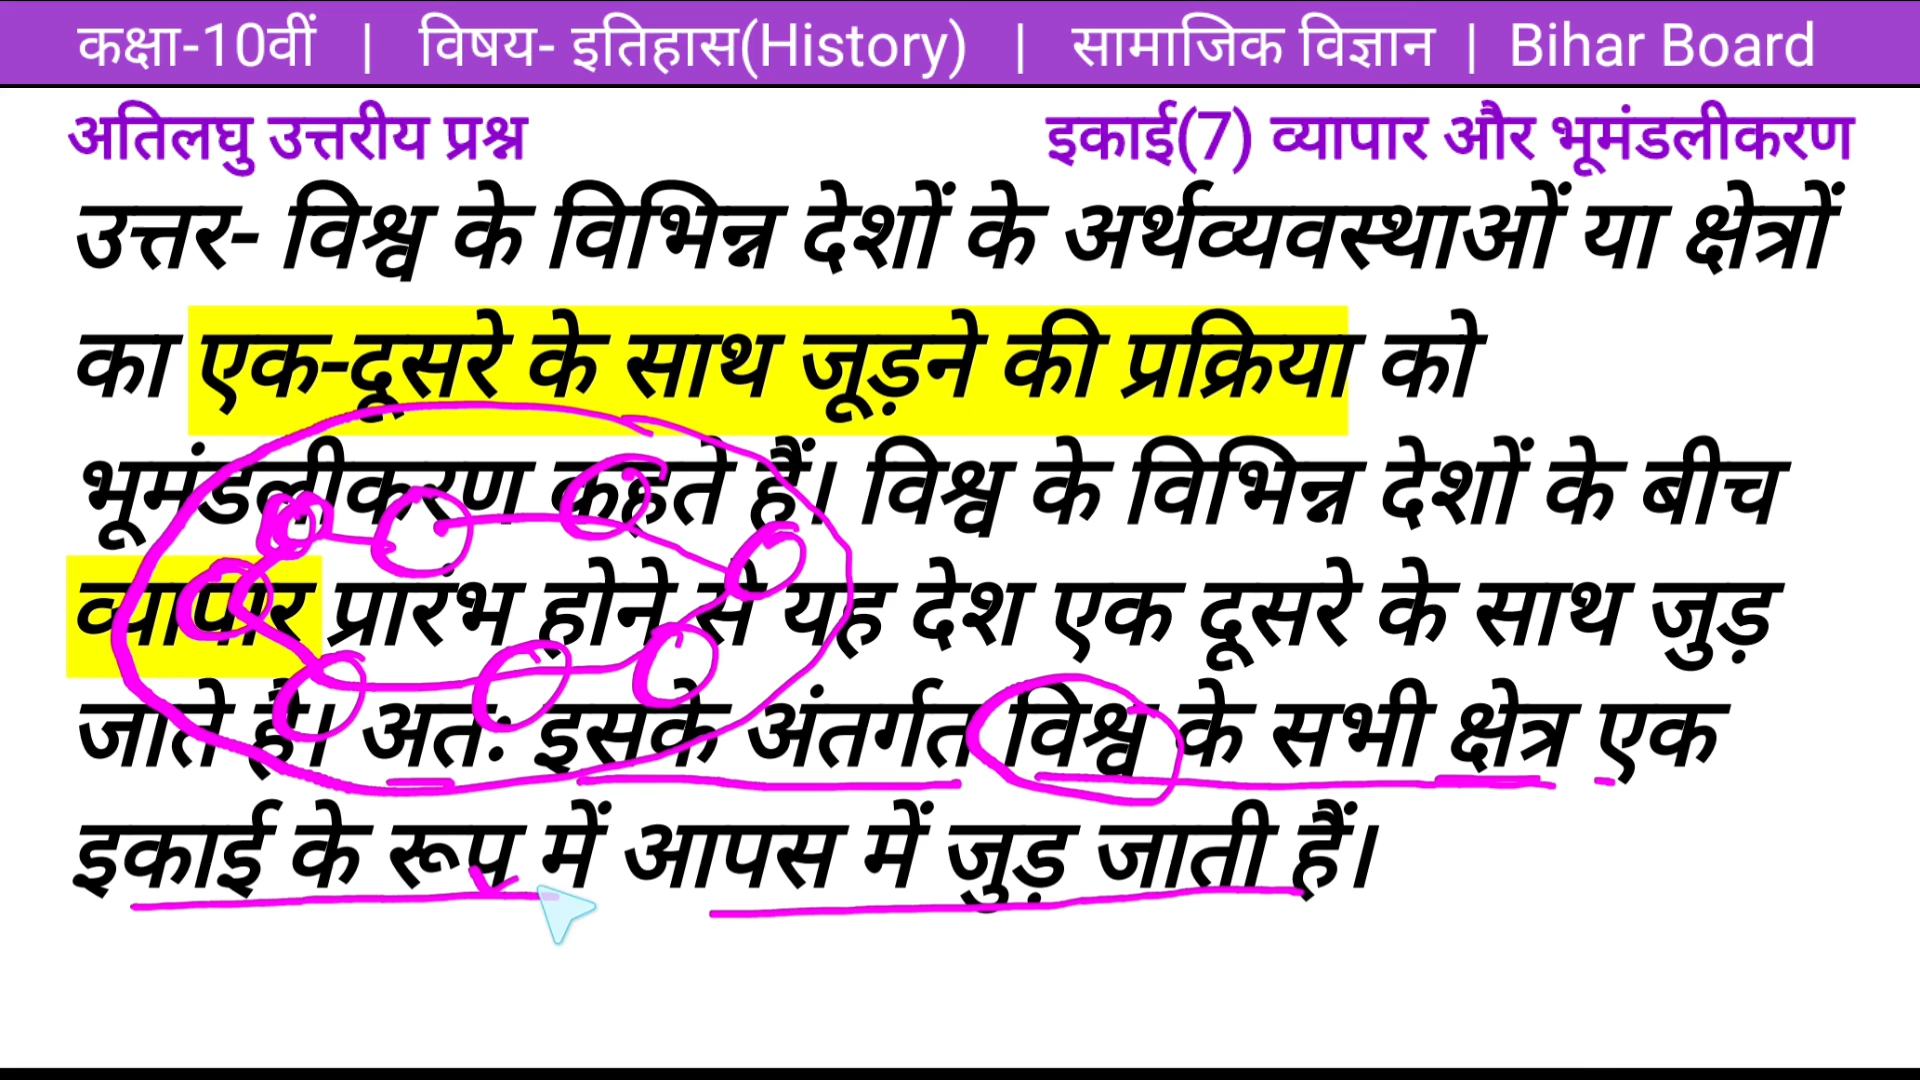 कक्षा-10वीं | विषय- इतिहास(History) | सामाजिक विज्ञान | Bihar Board
अतिलघु उत्तरीय प्रश्न इकाई(7) व्यापार और भूमंडलीकरण
उत्तर- विश्व के विभिन्न देशों के अर्थव्यवस्थाओं या क्षेत्रों
का एक-दूसरे के साथ जूड़ने की प्रक्रिया को
भूमंडलीकरण कहते हैं। विश्व के विभिन्न देशों के बीच
व्यापार प्रारंभ होने से यह देश एक दूसरे के साथ जुड़
जाते है। अतः इसके अंतर्गत विश्व के सभी क्षेत्र एक
इकाई के रूप में आपस में जुड़ जाती हैं।